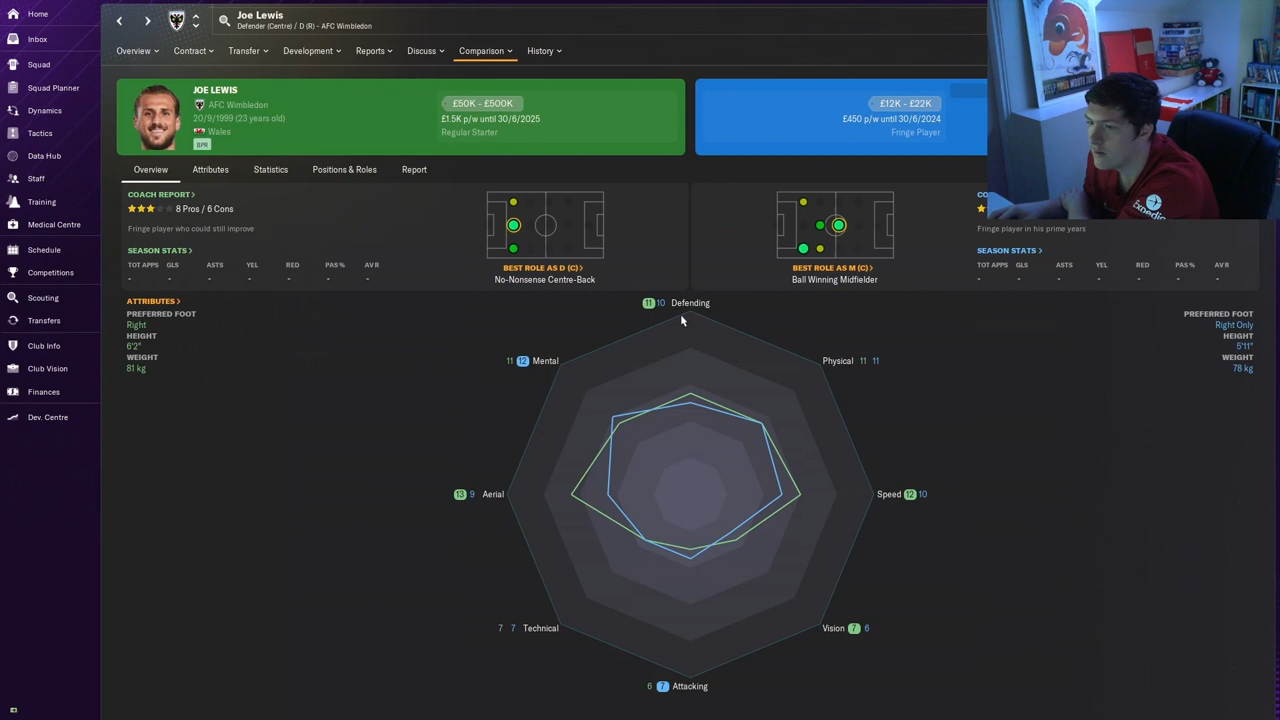 Home
Inbox
Squad
Squad Planner
Dynamics
Tactics
Data Hub
Staff
Training
Medical Centre
Schedule
Competitions
Scouting
Transfers
Club Info
Club Vision
Finances
Dev. Centre
Joe Lewis
Defender (Centre) / D (R) - AFC Wimbledon
Overview Contract Transfer Development Reports Discuss Comparison History
JOE LEWIS
AFC Wimbledon
20/9/1999 (23 years old)
Wales
BPR
£50K - £500K
£1.5K p/w until 30/6/2025
Regular Starter
£12K - £22K
£450 p/w until 30/6/2024
Fringe Player
Overview Attributes Statistics Positions & Roles Report
COACH REPORT >
8 Pros / 6 Cons
Fringe player who could still improve
SEASON STATS >
TOT APPS GLS ASTS YEL RED PAS % AVR
- - - - - - -
BEST ROLE AS D (C) >
No-Nonsense Centre-Back
BEST ROLE AS M (C) >
Ball Winning Midfielder
Fringe player in his prime years
SEASON STATS >
TOT APPS GLS ASTS YEL RED PAS % AVR
- - - - - - -
ATTRIBUTES >
PREFERRED FOOT
Right
HEIGHT
6'2"
WEIGHT
81 kg
11 10 Defending
11 12 Mental
Physical 11 11
13 9 Aerial
Speed 12 10
7 7 Technical
Vision 7 6
6 7 Attacking
PREFERRED FOOT
Right Only
HEIGHT
5'11"
WEIGHT
78 kg
Expedia